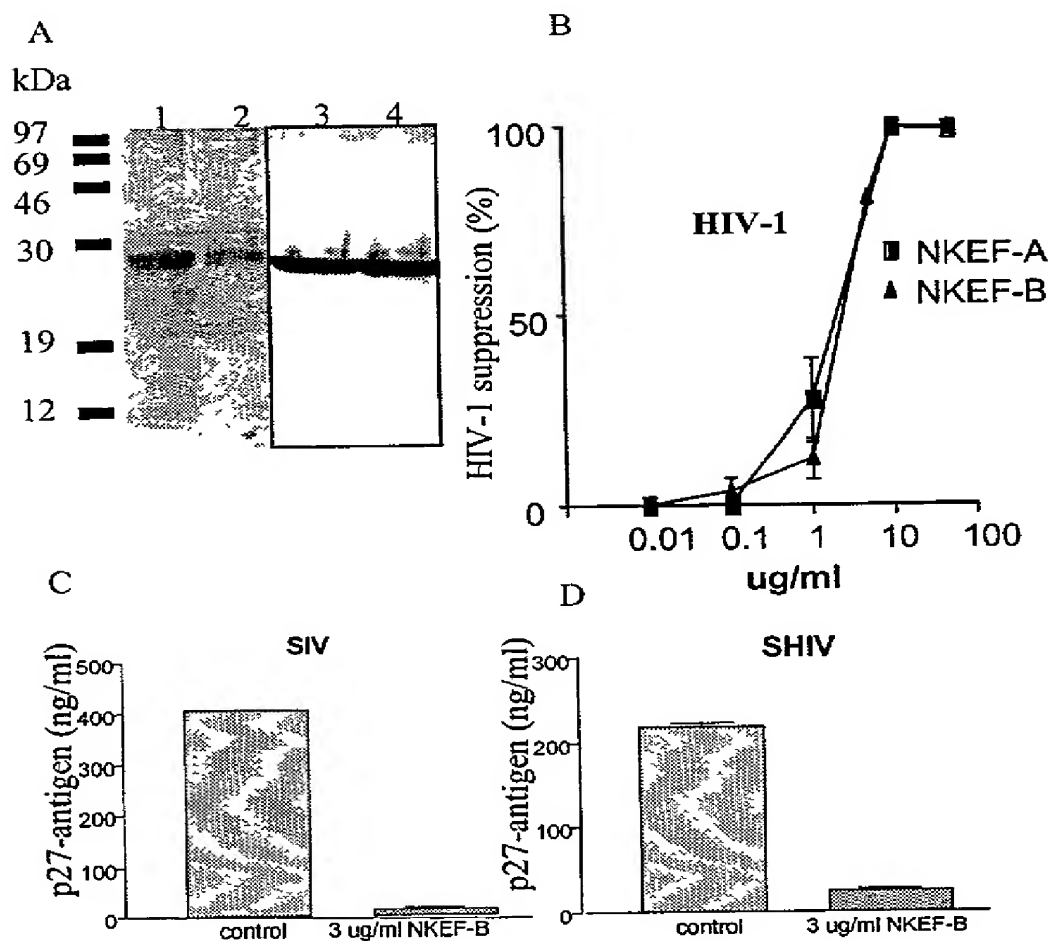 A
kDa
1 2 3 4
97
69
46
30
19
12
B
HIV-1 suppression (%)
100
50
0
HIV-1
NKEF-A
NKEF-B
0.01 0.1 1 10 100
ug/ml
C
SIV
p27-antigen (ng/ml)
500
400
300
200
100
0
control 3 ug/ml NKEF-B
D
SHIV
p27-antigen (ng/ml)
300
200
100
0
control 3 ug/ml NKEF-B